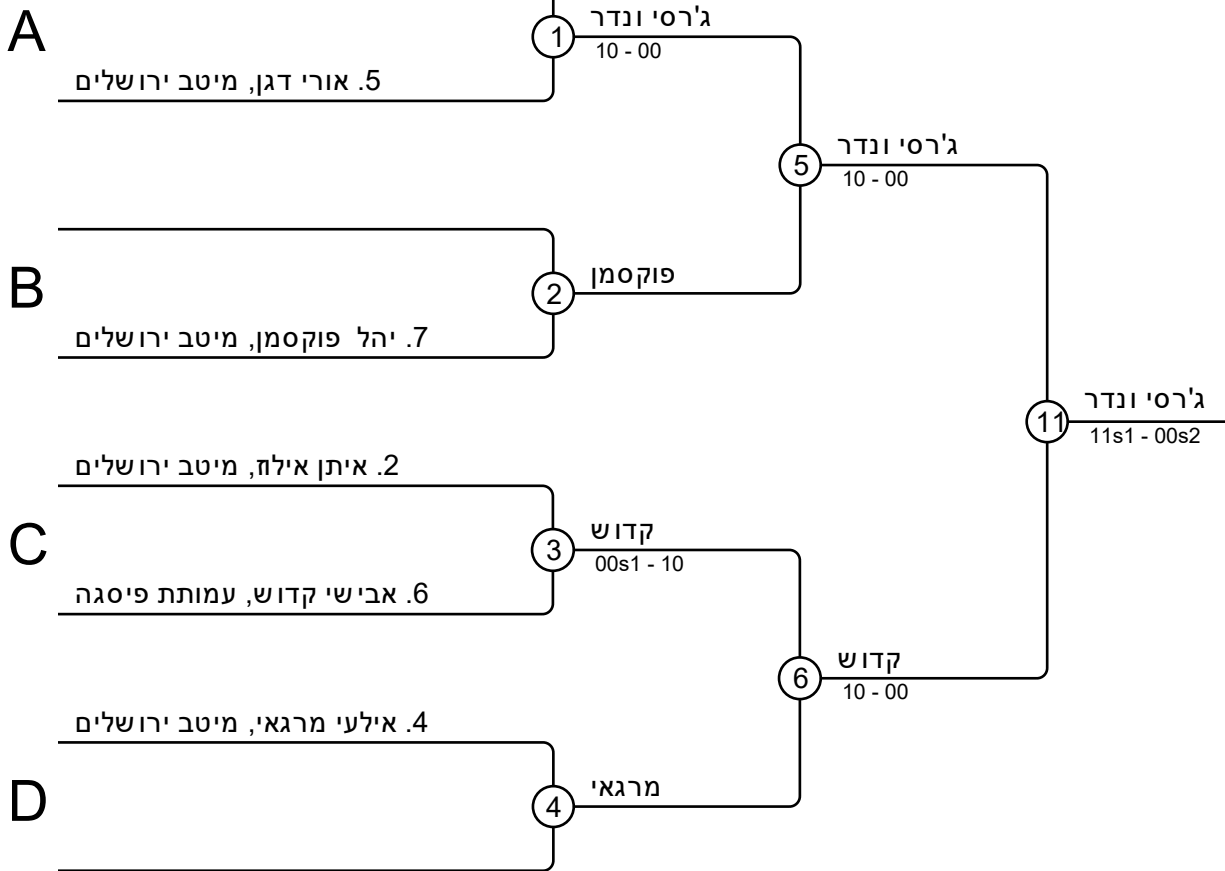 A
1
ג'רסי ונדר
10 - 00
5. אורי דגן, מיטב ירושלים
5
ג'רסי ונדר
10 - 00
B
2
פוקסמן
7. יהל פוקסמן, מיטב ירושלים
11
ג'רסי ונדר
11s1 - 00s2
2. איתן אילוז, מיטב ירושלים
C
3
קדוש
00s1 - 10
6. אבישי קדוש, עמותת פיסגה
6
קדוש
10 - 00
4. אילעי מרגאי, מיטב ירושלים
D
4
מרגאי